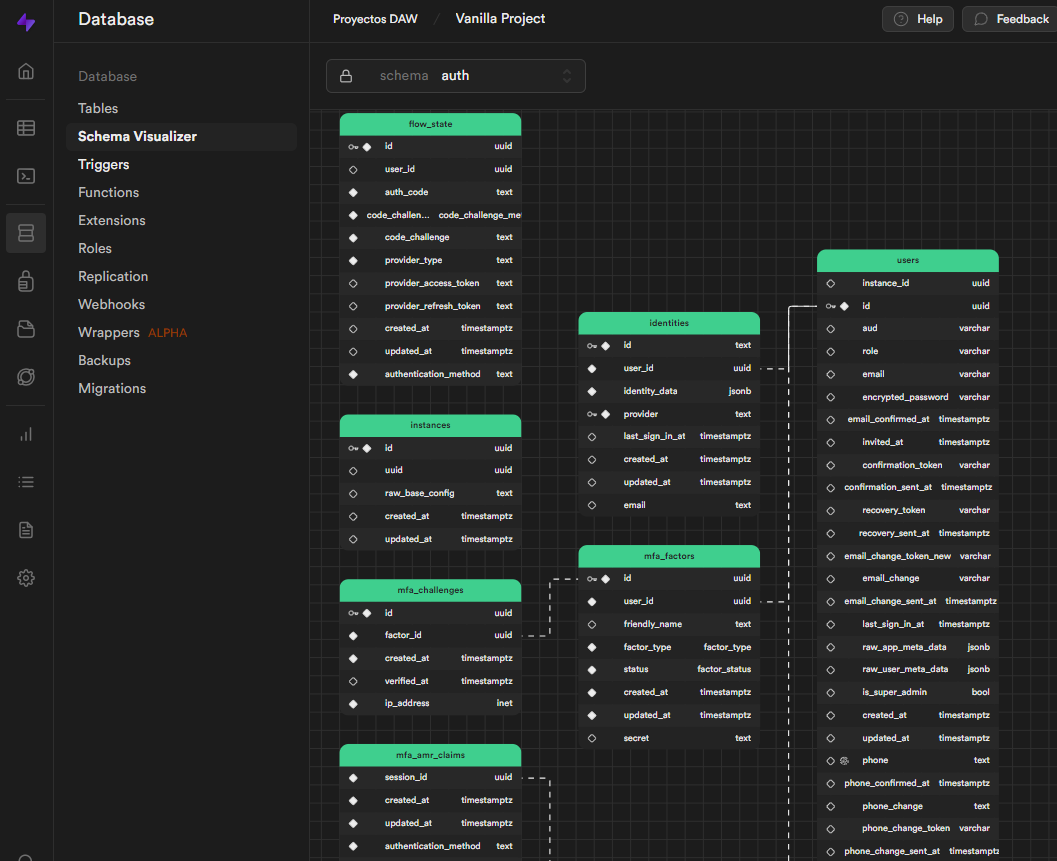 Database
Proyectos DAW / Vanilla Project
Help
Feedback
Database
Tables
Schema Visualizer
Triggers
Functions
Extensions
Roles
Replication
Webhooks
Wrappers ALPHA
Backups
Migrations
schema auth
flow_state
id uuid
user_id uuid
auth_code text
code_challen... code_challenge_met
code_challenge text
provider_type text
provider_access_token text
provider_refresh_token text
created_at timestamptz
updated_at timestamptz
authentication_method text
instances
id uuid
uuid uuid
raw_base_config text
created_at timestamptz
updated_at timestamptz
mfa_challenges
id uuid
factor_id uuid
created_at timestamptz
verified_at timestamptz
ip_address inet
mfa_amr_claims
session_id uuid
created_at timestamptz
updated_at timestamptz
authentication_method text
identities
id text
user_id uuid
identity_data jsonb
provider text
last_sign_in_at timestamptz
created_at timestamptz
updated_at timestamptz
email text
mfa_factors
id uuid
user_id uuid
friendly_name text
factor_type factor_type
status factor_status
created_at timestamptz
updated_at timestamptz
secret text
users
instance_id uuid
id uuid
aud varchar
role varchar
email varchar
encrypted_password varchar
email_confirmed_at timestamptz
invited_at timestamptz
confirmation_token varchar
confirmation_sent_at timestamptz
recovery_token varchar
recovery_sent_at timestamptz
email_change_token_new varchar
email_change varchar
email_change_sent_at timestamptz
last_sign_in_at timestamptz
raw_app_meta_data jsonb
raw_user_meta_data jsonb
is_super_admin bool
created_at timestamptz
updated_at timestamptz
phone text
phone_confirmed_at timestamptz
phone_change text
phone_change_token varchar
phone_change_sent_at timestamptz